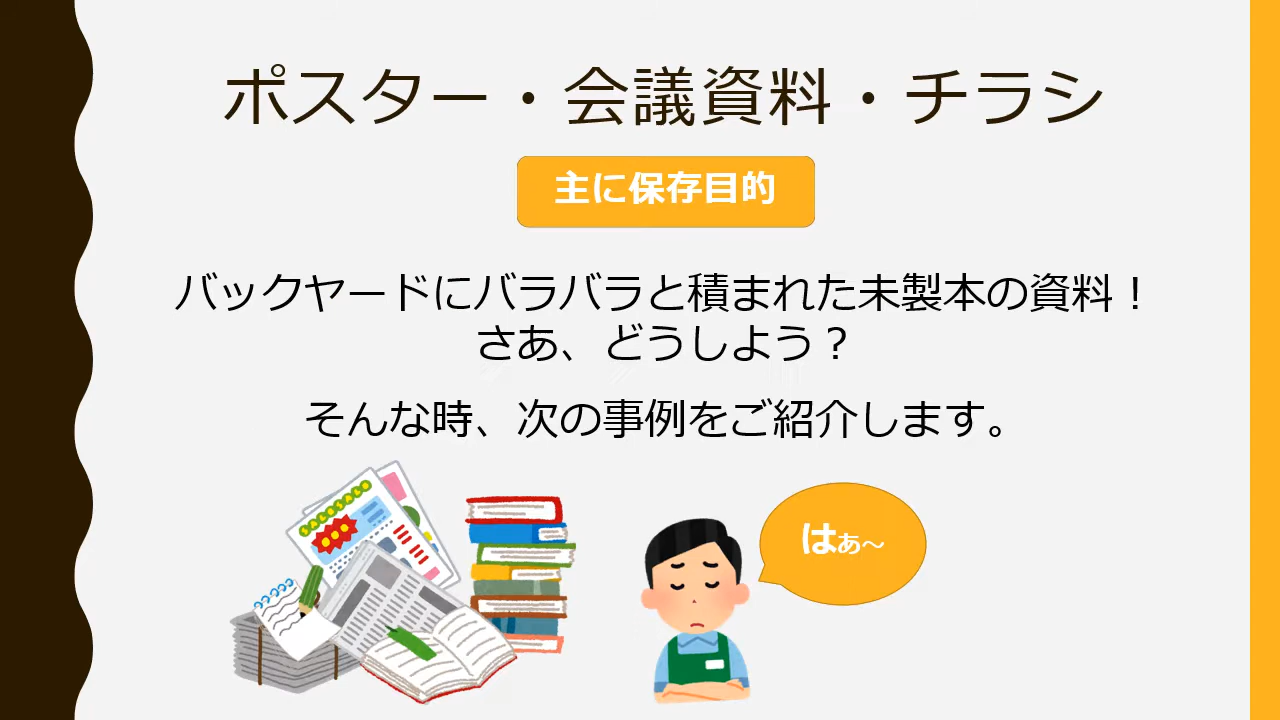 ポスター・会議資料・チラシ
主に保存目的
バックヤードにバラバラと積まれた未製本の資料！
さあ、どうしよう？
そんな時、次の事例をご紹介します。
SALE SALE
はぁ～